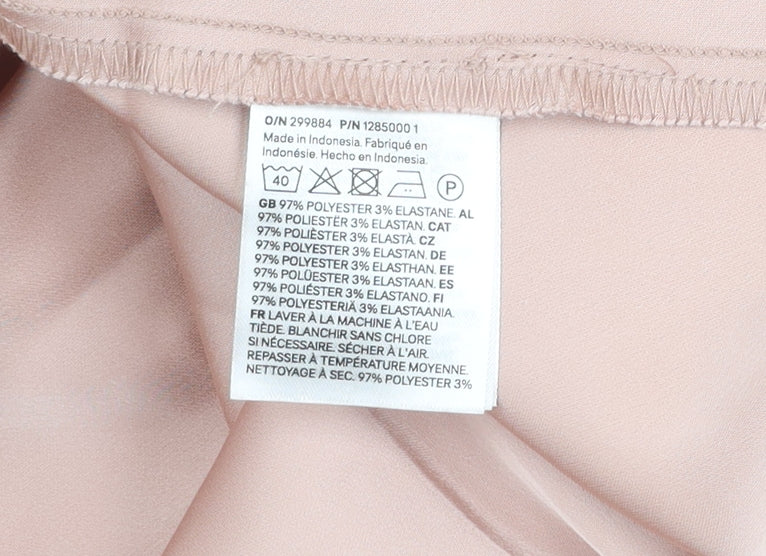 O/N 299884 P/N 1285000 1
Made in Indonesia. Fabriqué en
Indonésie. Hecho en Indonesia.
40 P
GB 97% POLYESTER 3% ELASTANE. AL
97% POLIESTËR 3% ELASTAN. CAT
97% POLIÈSTER 3% ELASTÀ. CZ
97% POLYESTER 3% ELASTAN. DE
97% POLYESTER 3% ELASTHAN. EE
97% POLÜESTER 3% ELASTAAN. ES
97% POLIÉSTER 3% ELASTANO. FI
97% POLYESTERIÄ 3% ELASTAANIA.
FR LAVER À LA MACHINE À L'EAU
TIÈDE. BLANCHIR SANS CHLORE
SI NÉCESSAIRE. SÉCHER À L'AIR.
REPASSER À TEMPÉRATURE MOYENNE.
NETTOYAGE À SEC. 97% POLYESTER 3%